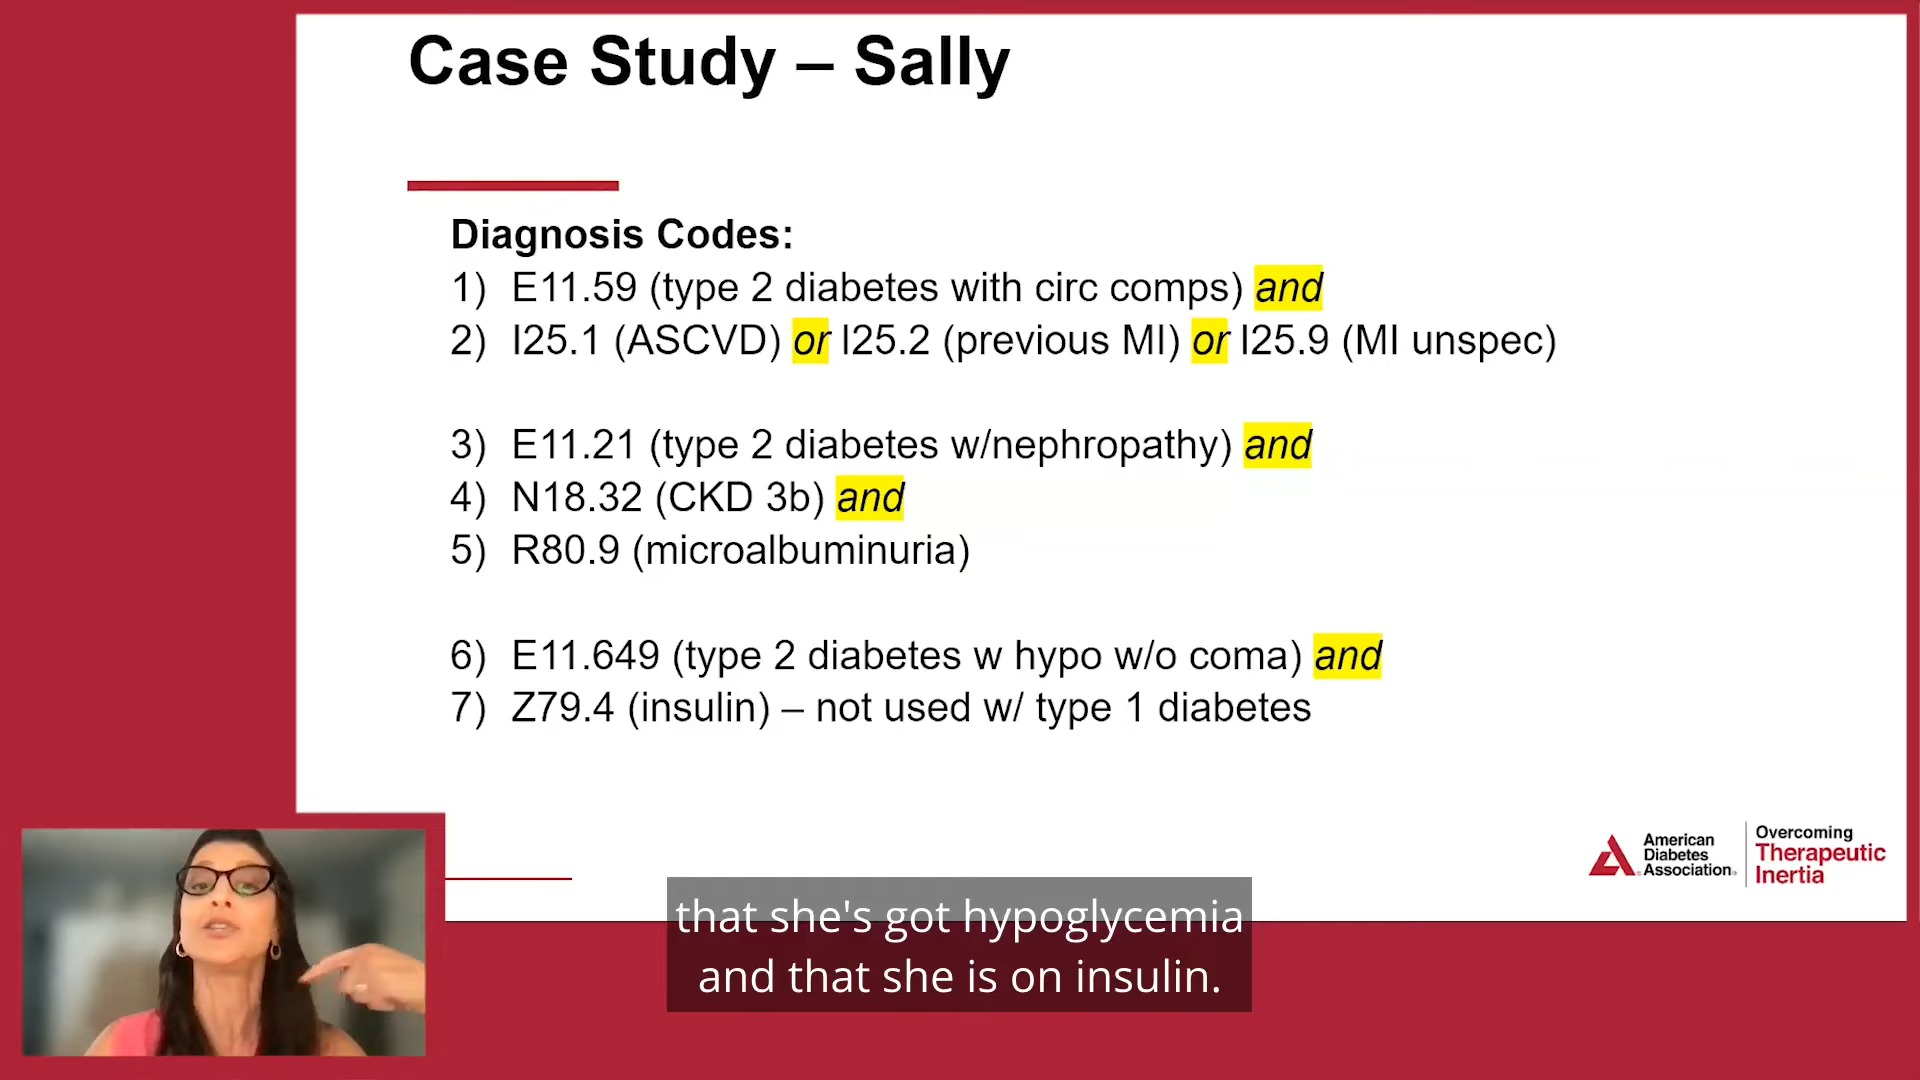 Case Study – Sally
Diagnosis Codes:
1) E11.59 (type 2 diabetes with circ comps) and
2) I25.1 (ASCVD) or I25.2 (previous MI) or I25.9 (MI unspec)
3) E11.21 (type 2 diabetes w/nephropathy) and
4) N18.32 (CKD 3b) and
5) R80.9 (microalbuminuria)
6) E11.649 (type 2 diabetes w hypo w/o coma) and
7) Z79.4 (insulin) – not used w/ type 1 diabetes
American
Diabetes
Association®
Overcoming
Therapeutic
Inertia
that she's got hypoglycemia
and that she is on insulin.